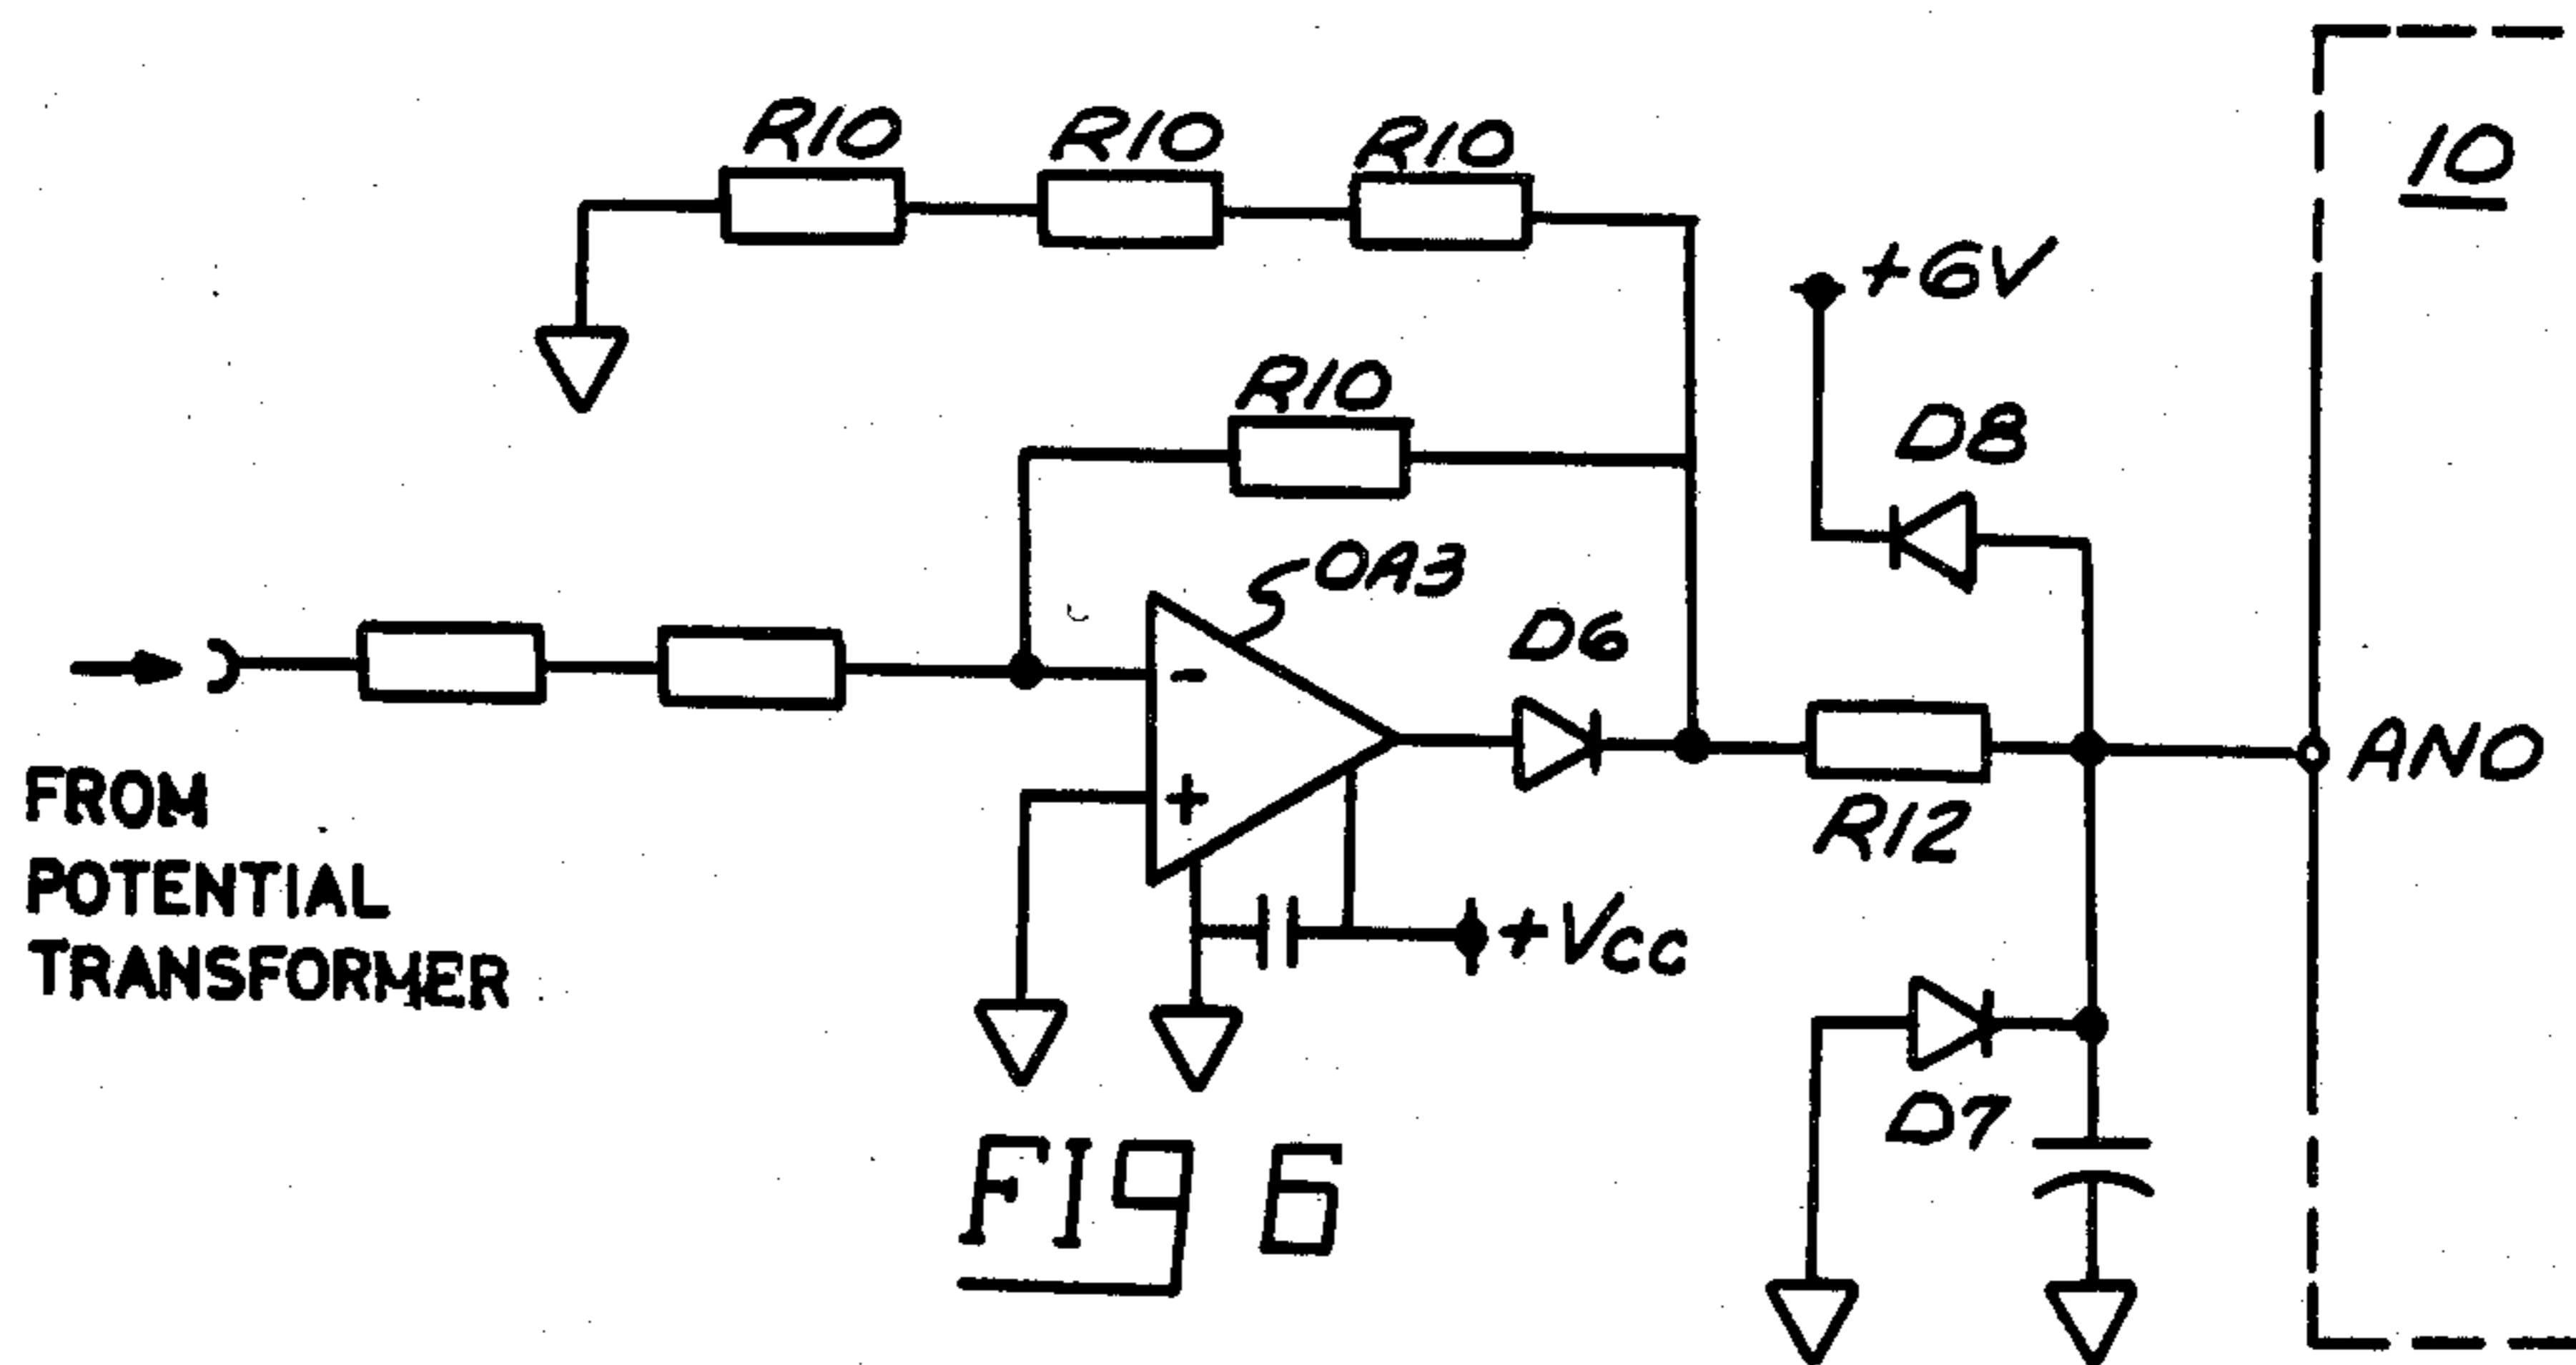 R10 R10 R10
10
+6V
R10
D8
OA3
D6
-
+
R12
ANO
FROM
POTENTIAL
TRANSFORMER
+Vcc
D7
FIG 6